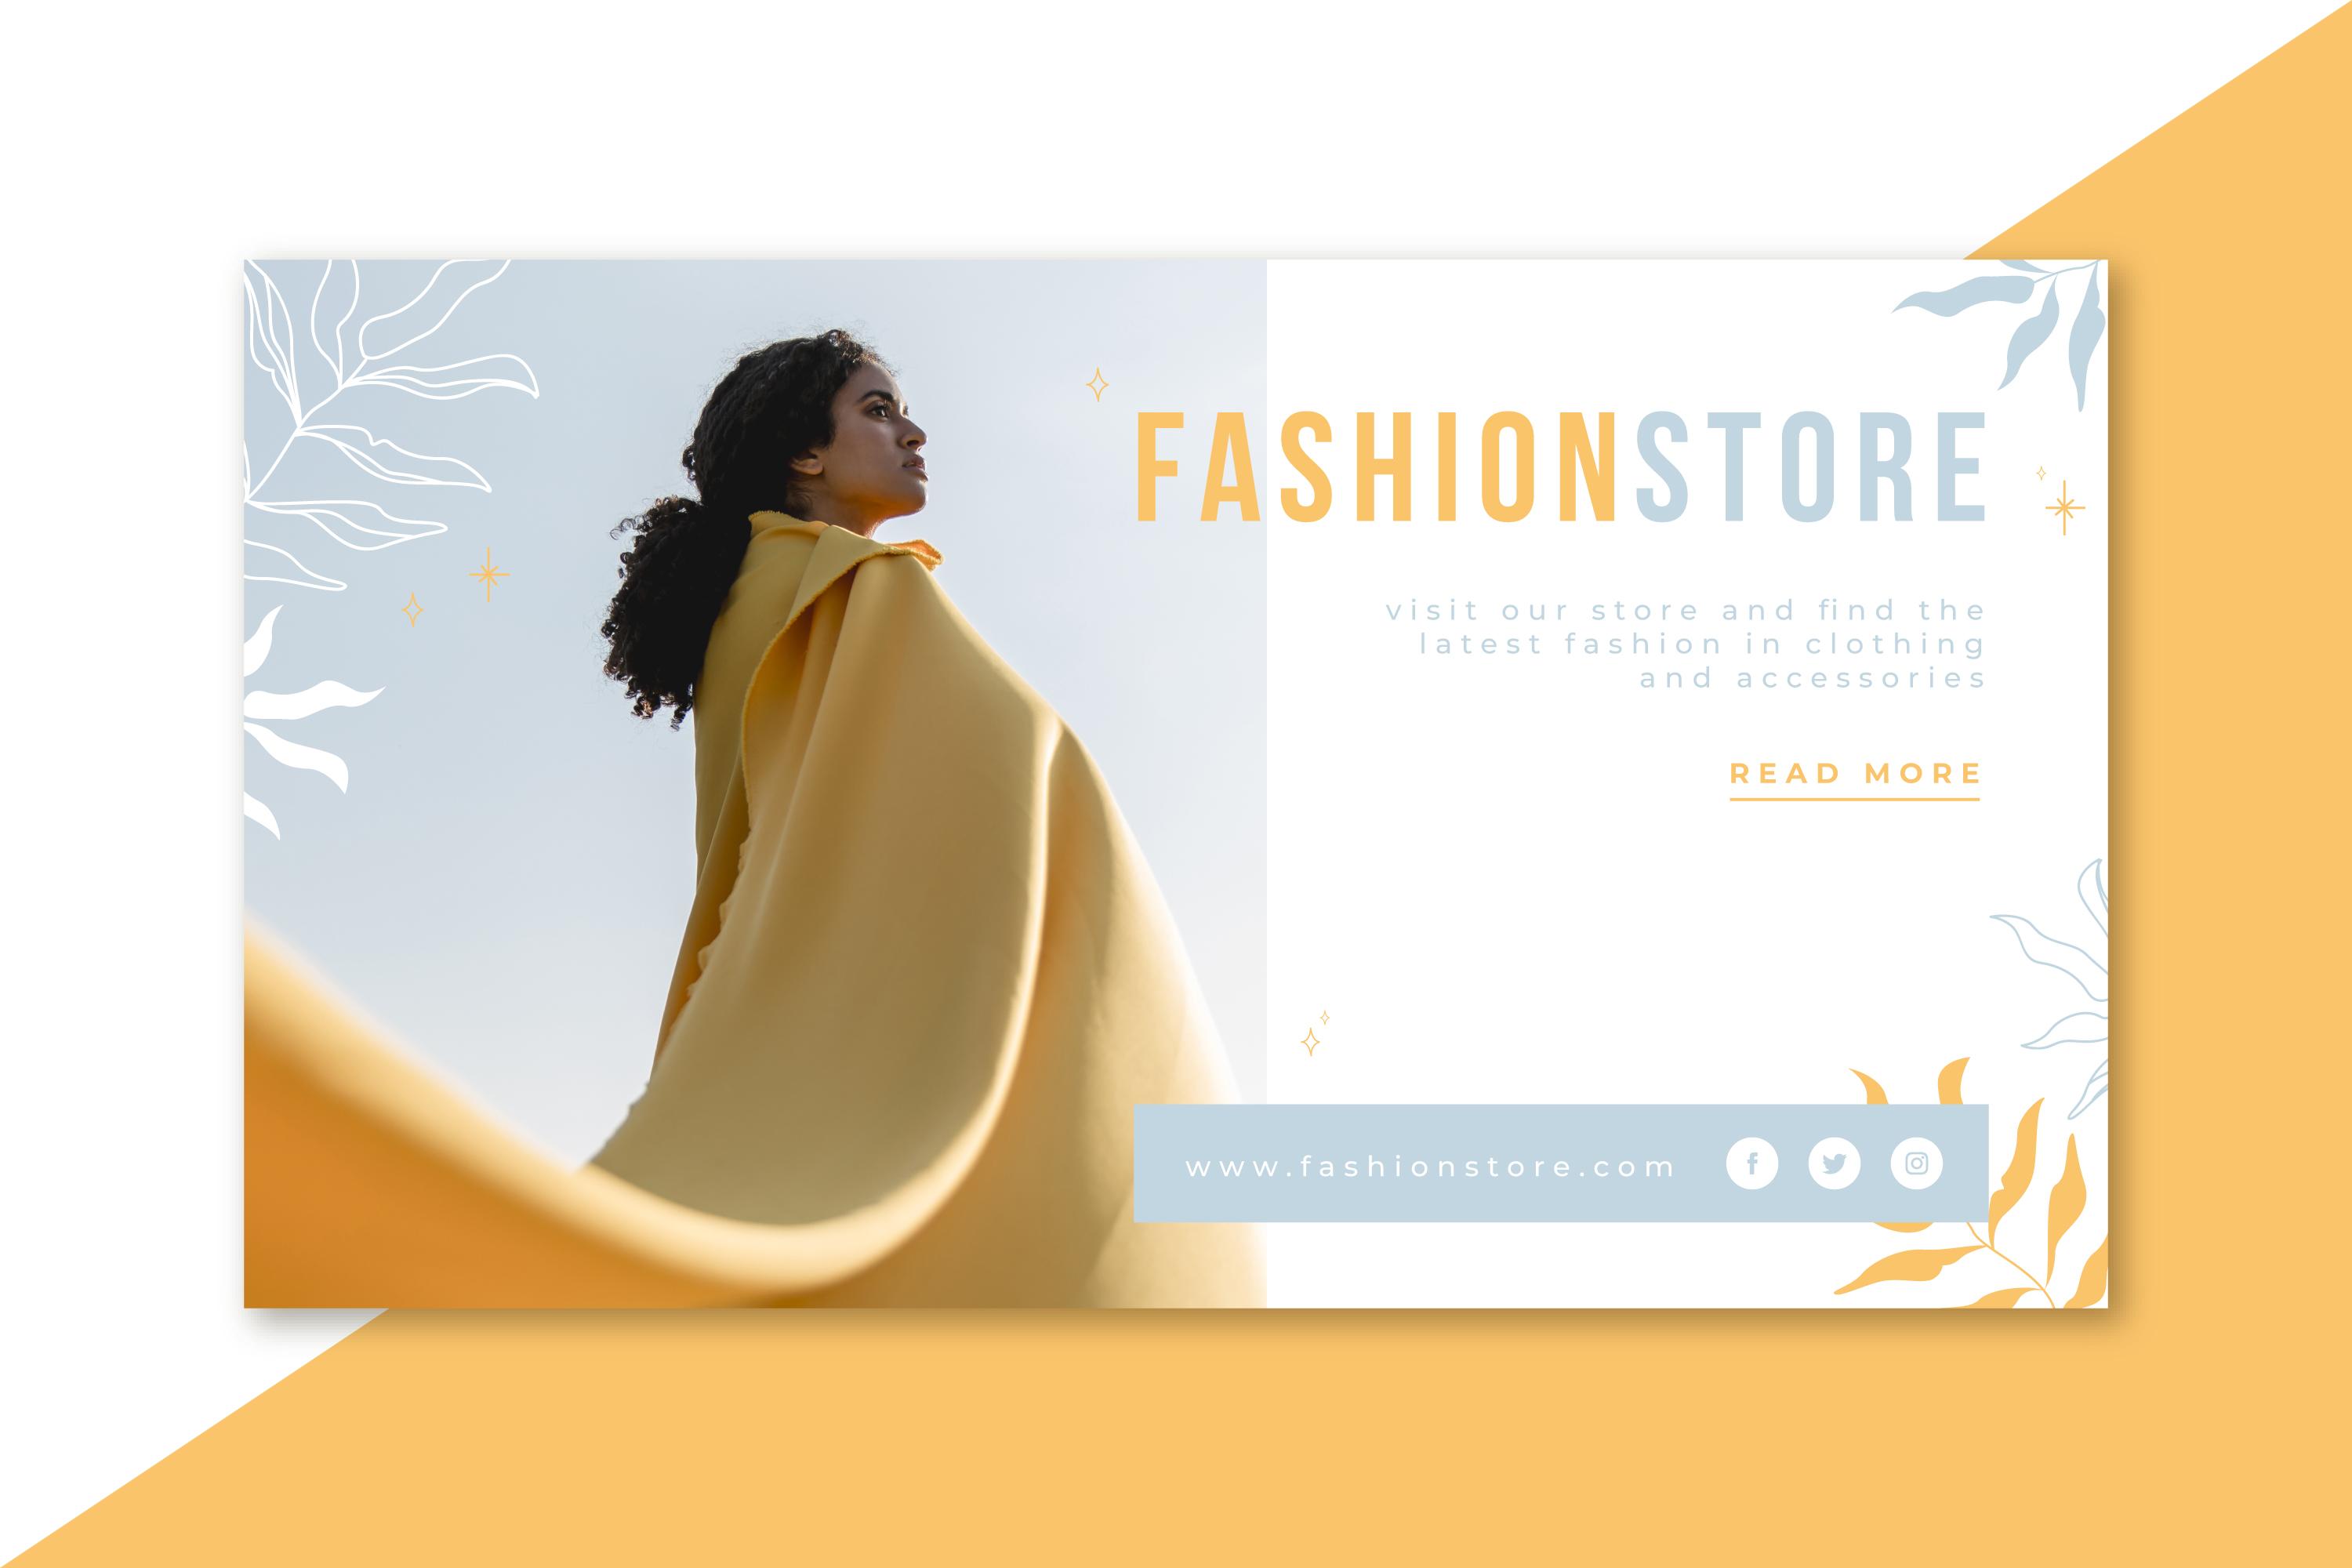 FASHIONSTORE
visit our store and find the
latest fashion in clothing
and accessories
READ MORE
www.fashionstore.com